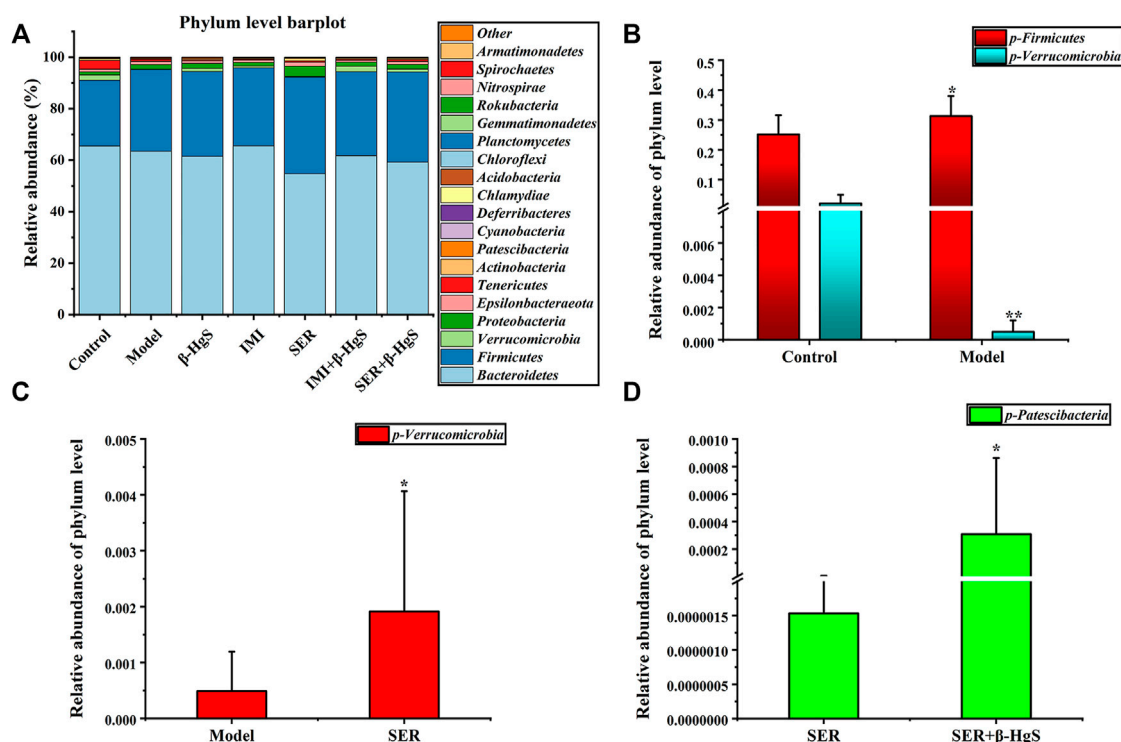 A
Phylum level barplot
Relative abundance (%)
100
80
60
40
20
0
Control
Model
β-HgS
IMI
SER
IMI+β-HgS
SER+β-HgS
Other
Armatimonadetes
Spirochaetes
Nitrospirae
Rokubacteria
Gemmatimonadetes
Planctomycetes
Chloroflexi
Acidobacteria
Chlamydiae
Deferribacteres
Cyanobacteria
Patescibacteria
Actinobacteria
Tenericutes
Epsilonbacteraeota
Proteobacteria
Verrucomicrobia
Firmicutes
Bacteroidetes
B
p-Firmicutes
p-Verrucomicrobia
Relative adundance of phylum level
0.5
0.4
0.3
0.2
0.1
0.006
0.004
0.002
0.000
*
**
Control
Model
C
p-Verrucomicrobia
Relative abundance of phylum level
0.005
0.004
0.003
0.002
0.001
0.000
*
Model
SER
D
p-Patescibacteria
Relative abundance of phylum level
0.0010
0.0008
0.0006
0.0004
0.0002
0.0000015
0.0000010
0.0000005
0.0000000
*
SER
SER+β-HgS